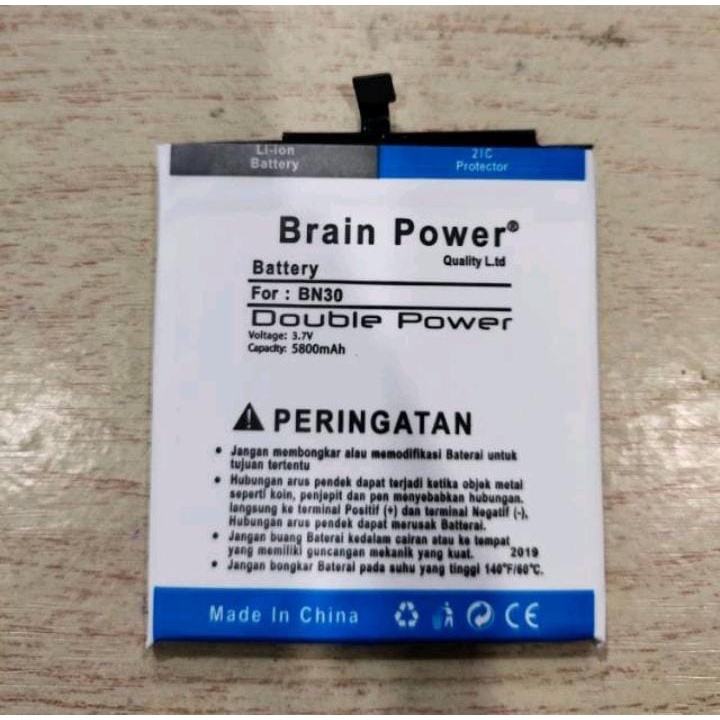 Li-ion
Battery
2IC
Protector
Brain Power®
Quality L.td
Battery
For : BN30
Double Power
Voltage: 3.7V
Capacity: 5800mAh
PERINGATAN
• Jangan membongkar alau memodifikasi Baterai untuk
tujuan tertentu
• Hubungan arus pendek dapat terjadi ketika objek metal
seperti koin, penjepit dan pen menyebabkan hubungan.
langsung ke terminal Positif (+) dan terminal Negatif (-),
Hubungan arus pendek dapat merusak Batterai.
• Jangan buang Baterai kedalam cairan atau ke tempat
yang memiliki guncangan mekanik yang kuat. 2019
• Jangan bongkar Baterai pada suhu yang tinggi 140°F/60°C.
Made In China
CE